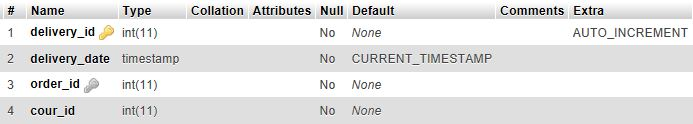 # Name Type Collation Attributes Null Default Comments Extra
1 delivery_id int(11) No None AUTO_INCREMENT
2 delivery_date timestamp No CURRENT_TIMESTAMP
3 order_id int(11) No None
4 cour_id int(11) No None